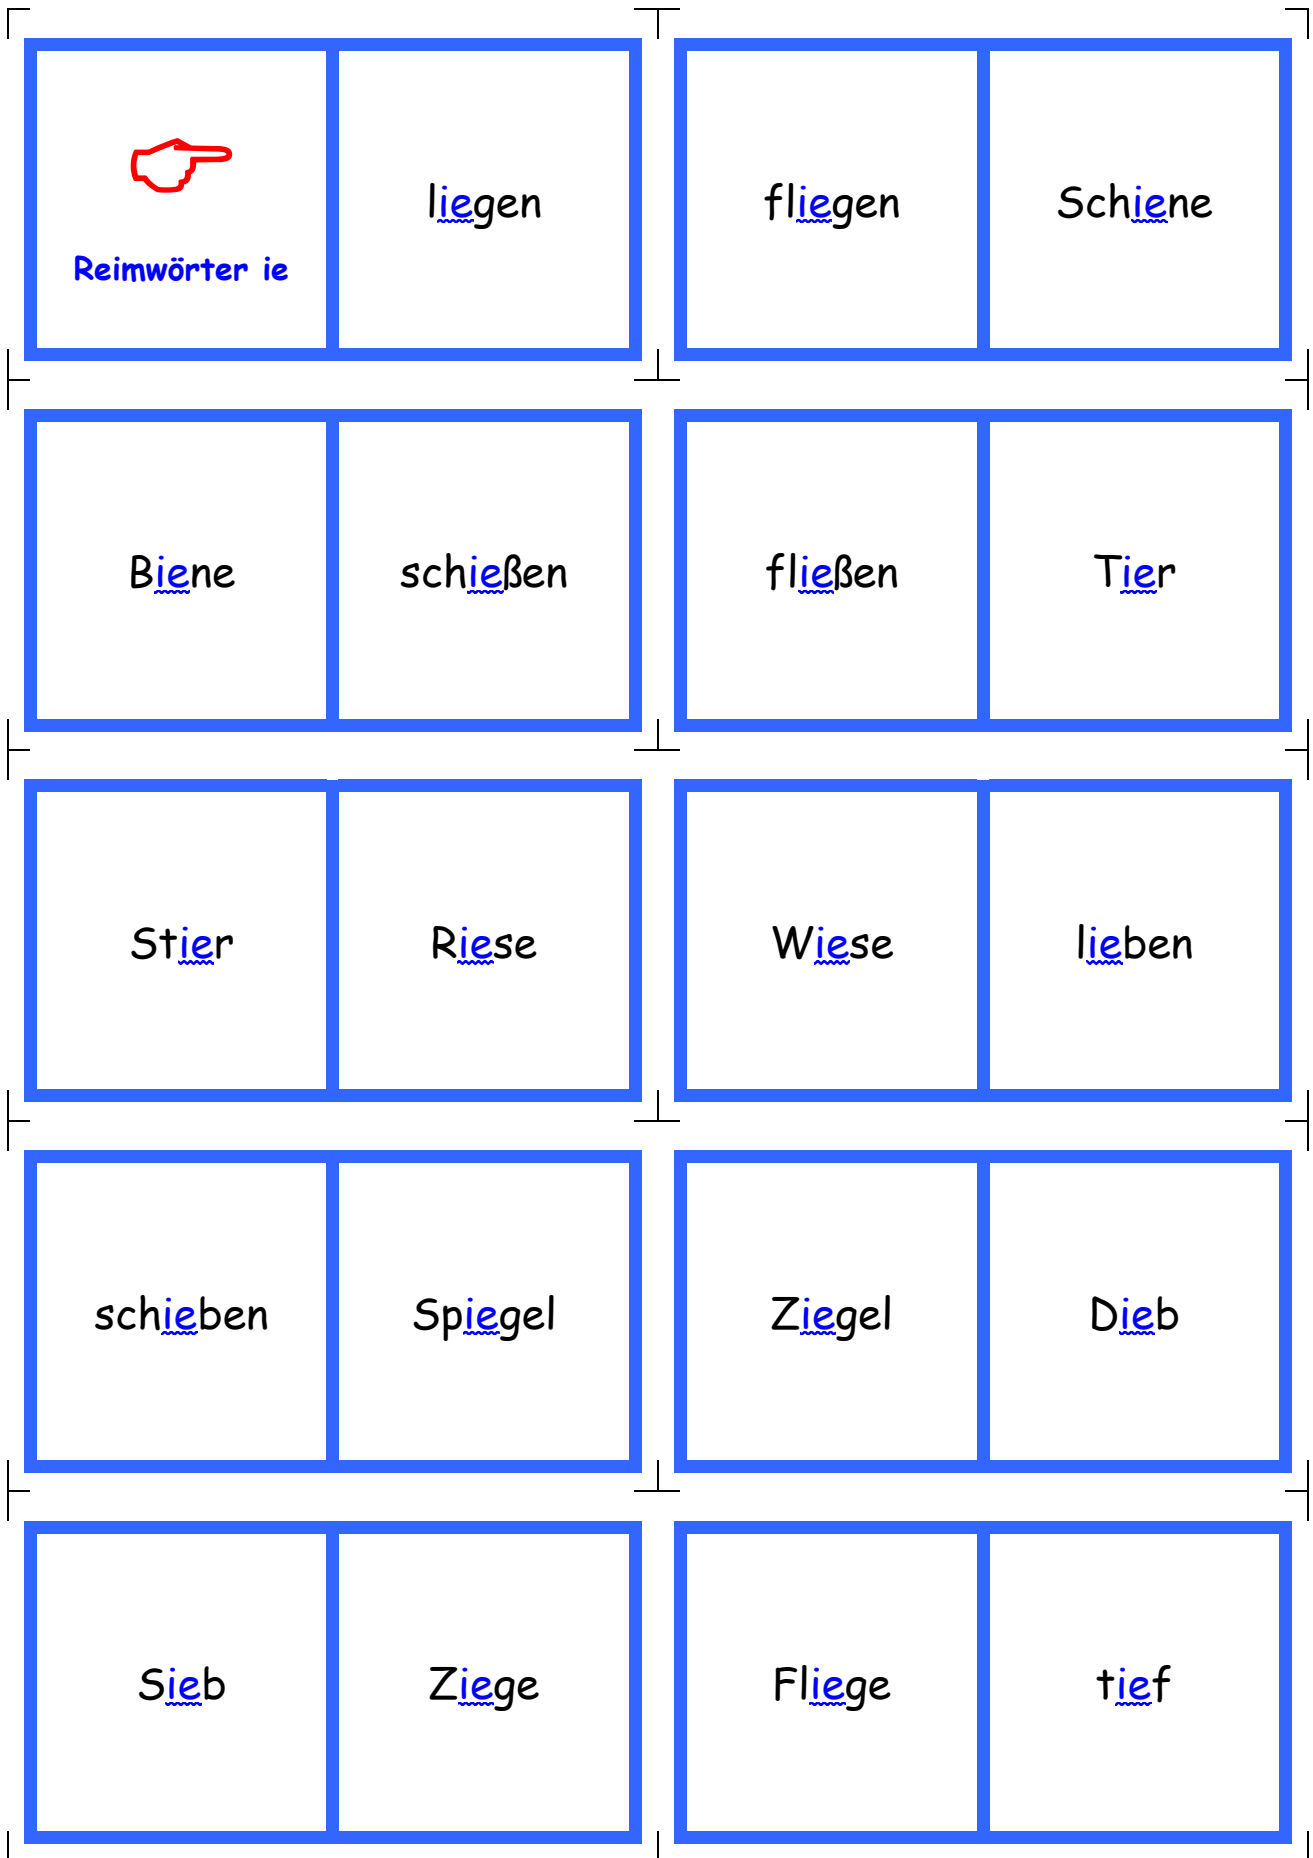 Reimwörter ie
liegen
fliegen
Schiene
Biene
schießen
fließen
Tier
Stier
Riese
Wiese
lieben
schieben
Spiegel
Ziegel
Dieb
Sieb
Ziege
Fliege
tief